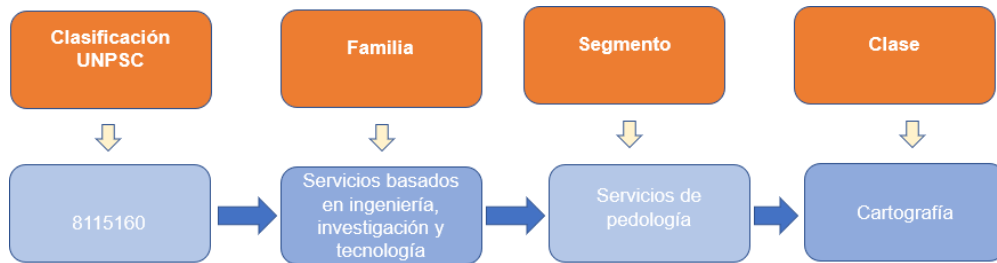 Clasificación
UNPSC
Familia
Segmento
Clase
8115160
Servicios basados
en ingeniería,
investigación y
tecnología
Servicios de
pedología
Cartografía